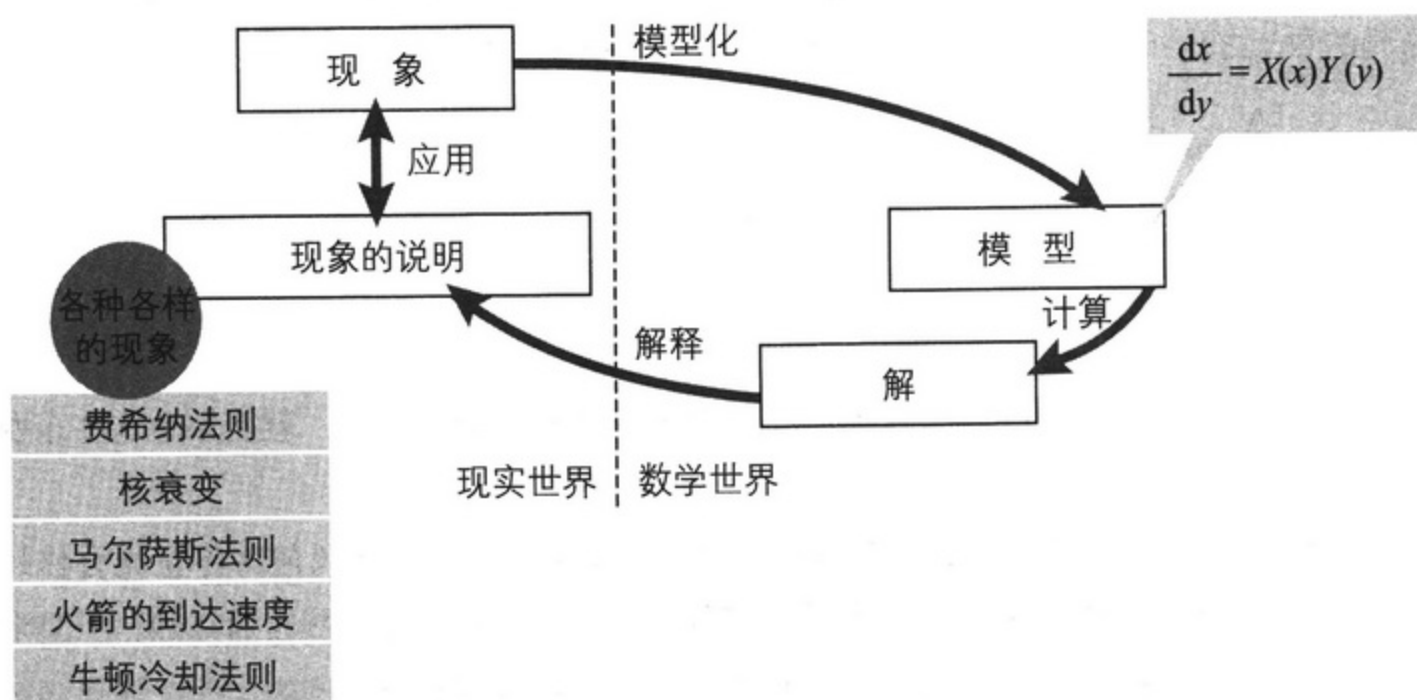 现 象
模型化
dx/dy = X(x)Y(y)
应用
现象的说明
模 型
各种各样
的现象
计算
解释
解
费希纳法则
核衰变
现实世界
数学世界
马尔萨斯法则
火箭的到达速度
牛顿冷却法则